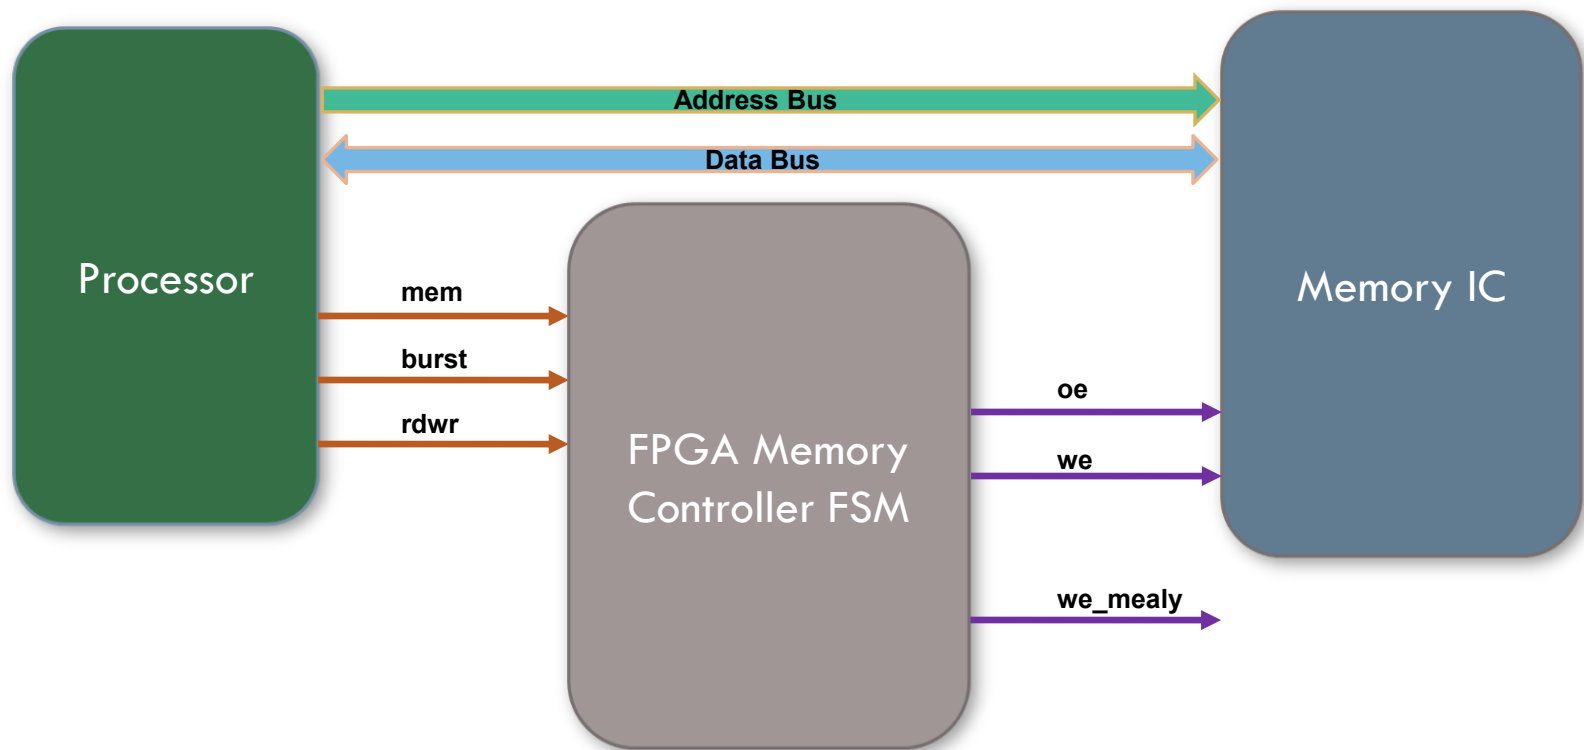 Address Bus
Data Bus
Processor
mem
burst
rdwr
FPGA Memory
Controller FSM
oe
we
we_mealy
Memory IC